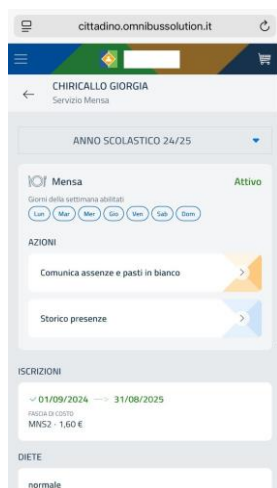 cittadino.omnibussolution.it
CHIRICALLO GIORGIA
Servizio Mensa
ANNO SCOLASTICO 24/25
Mensa
Attivo
Giorni della settimana abilitati
Lun Mar Mer Gio Ven Sab Dom
AZIONI
Comunica assenze e pasti in bianco
Storico presenze
ISCRIZIONI
01/09/2024 --> 31/08/2025
FASCIA DI COSTO
MNS2 - 1,60 €
DIETE
normale